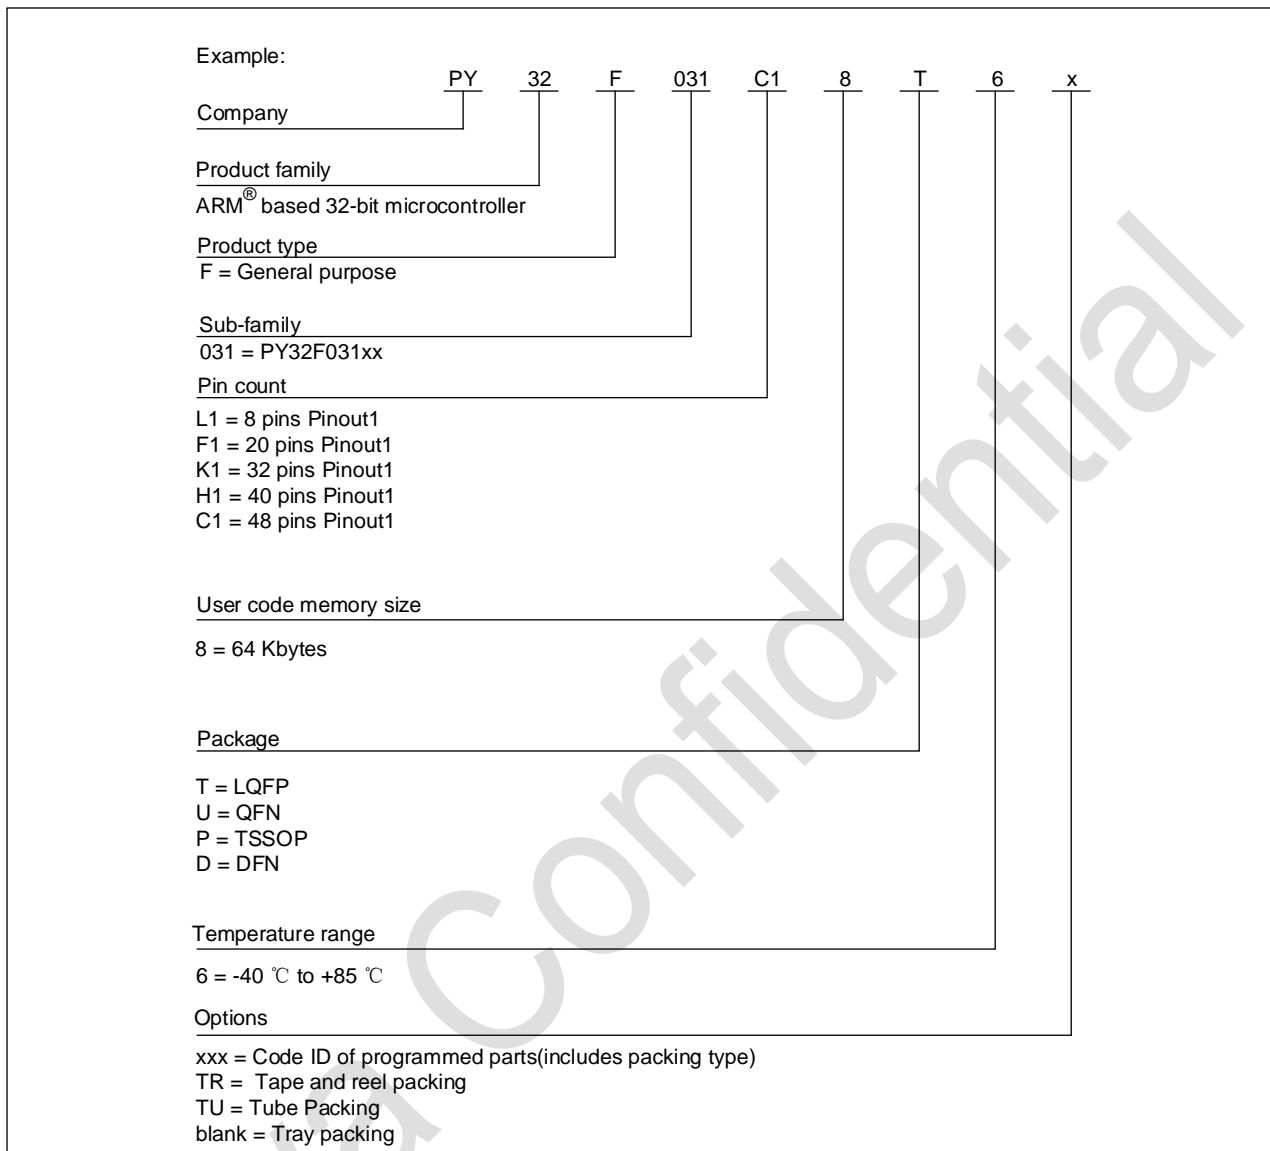 Example:
PY 32 F 031 C1 8 T 6 x
Company
Product family
ARM® based 32-bit microcontroller
Product type
F = General purpose
Sub-family
031 = PY32F031xx
Pin count
L1 = 8 pins Pinout1
F1 = 20 pins Pinout1
K1 = 32 pins Pinout1
H1 = 40 pins Pinout1
C1 = 48 pins Pinout1
User code memory size
8 = 64 Kbytes
Package
T = LQFP
U = QFN
P = TSSOP
D = DFN
Temperature range
6 = -40 ℃ to +85 ℃
Options
xxx = Code ID of programmed parts(includes packing type)
TR = Tape and reel packing
TU = Tube Packing
blank = Tray packing
Confidential